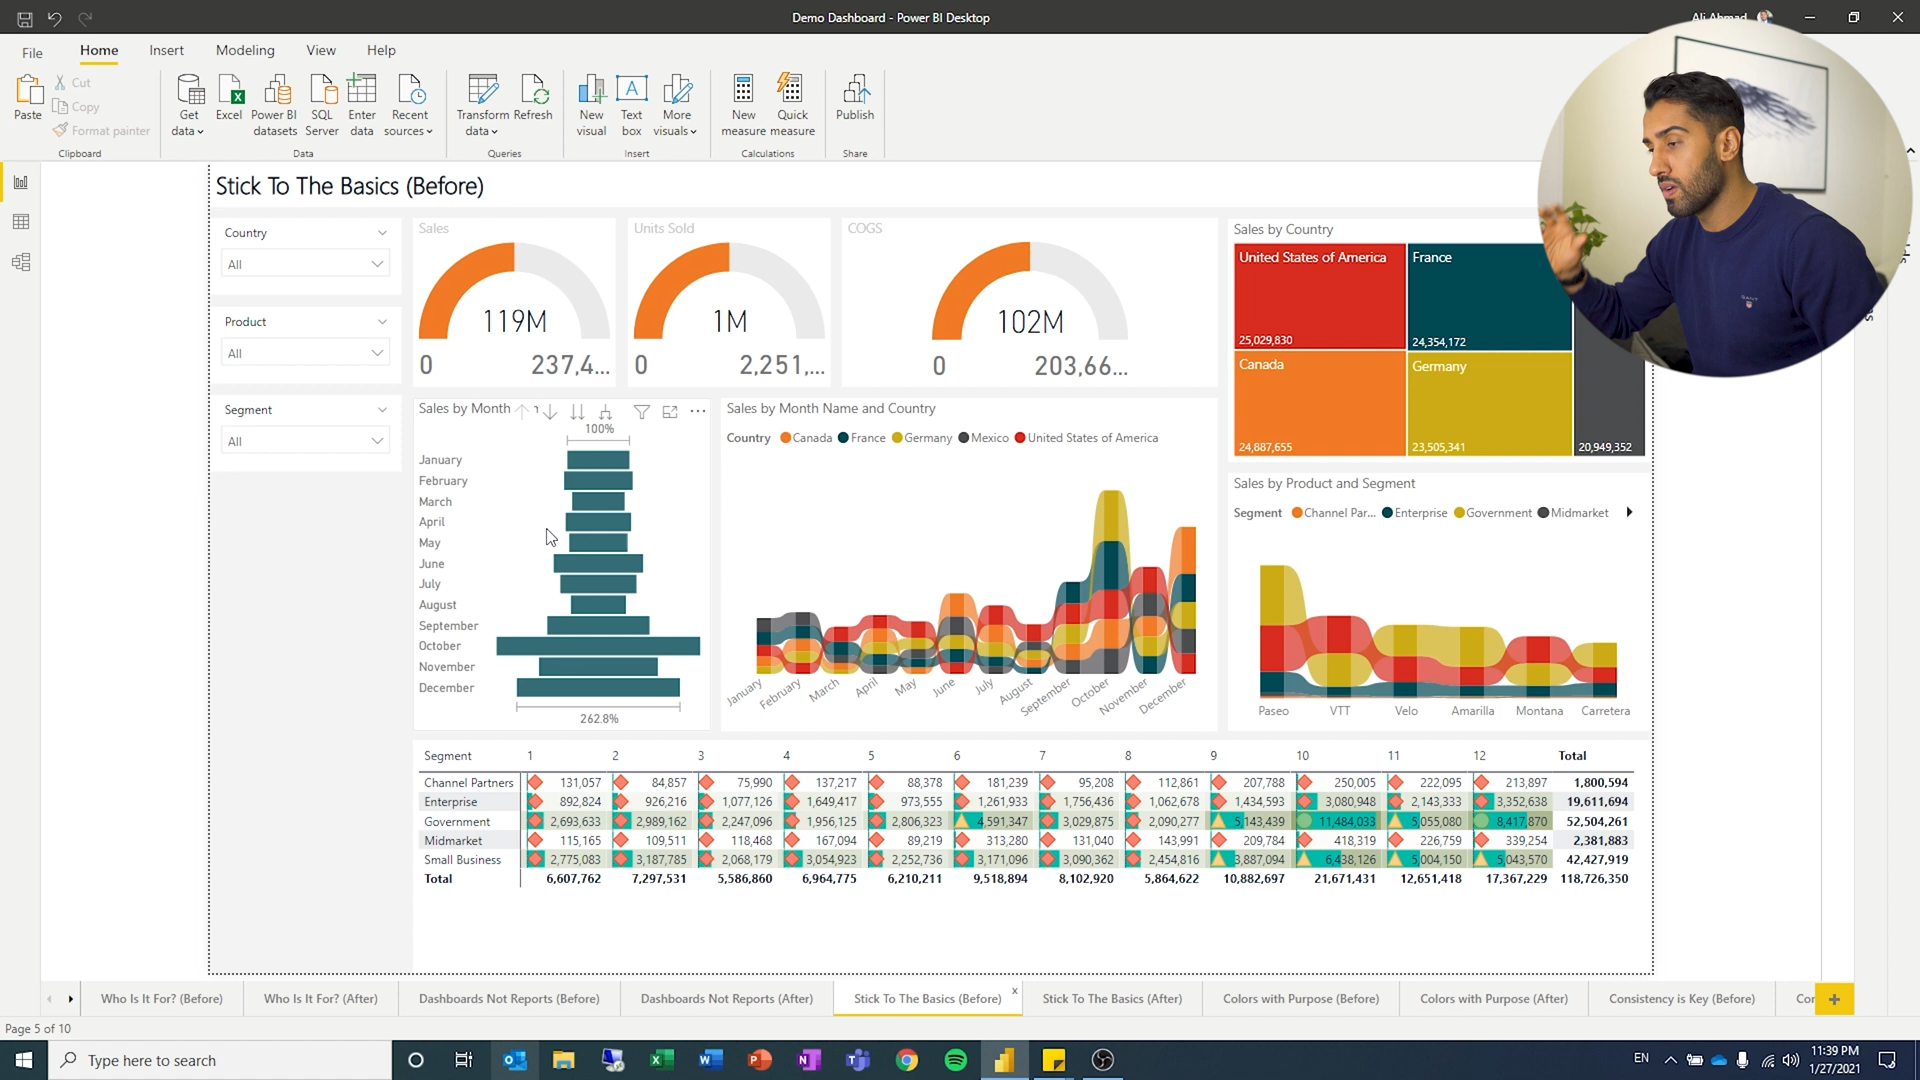 Demo Dashboard - Power BI Desktop
Ali Ahmad
File Home Insert Modeling View Help
Paste
Cut
Copy
Format painter
Clipboard
Get data
Excel
Power BI datasets
SQL Server
Enter data
Recent sources
Data
Transform data
Refresh
Queries
New visual
Text box
More visuals
Insert
New measure
Quick measure
Calculations
Publish
Share
Stick To The Basics (Before)
Country
All
Product
All
Segment
All
Sales
119M
0 237,4...
Units Sold
1M
0 2,251,...
COGS
102M
0 203,66...
Sales by Country
United States of America
25,029,830
France
24,354,172
Canada
24,887,655
Germany
23,505,341
20,949,352
GANT
Sales by Month
100%
January
February
March
April
May
June
July
August
September
October
November
December
262.8%
Sales by Month Name and Country
Country Canada France Germany Mexico United States of America
January February March April May June July August September October November December
Sales by Product and Segment
Segment Channel Par... Enterprise Government Midmarket
Paseo VTT Velo Amarilla Montana Carretera
Segment 1 2 3 4 5 6 7 8 9 10 11 12 Total
Channel Partners 131,057 84,857 75,990 137,217 88,378 181,239 95,208 112,861 207,788 250,005 222,095 213,897 1,800,594
Enterprise 892,824 926,216 1,077,126 1,649,417 973,555 1,261,933 1,756,436 1,062,678 1,434,593 3,080,948 2,143,333 3,352,638 19,611,694
Government 2,693,633 2,989,162 2,247,096 1,956,125 2,806,323 4,591,347 3,029,875 2,090,277 5,143,439 11,484,033 5,055,080 8,417,870 52,504,261
Midmarket 115,165 109,511 118,468 167,094 89,219 313,280 131,040 143,991 209,784 418,319 226,759 339,254 2,381,883
Small Business 2,775,083 3,187,785 2,068,179 3,054,923 2,252,736 3,171,096 3,090,362 2,454,816 3,887,094 6,438,126 5,004,150 5,043,570 42,427,919
Total 6,607,762 7,297,531 5,586,860 6,964,775 6,210,211 9,518,894 8,102,920 5,864,622 10,882,697 21,671,431 12,651,418 17,367,229 118,726,350
Who Is It For? (Before) Who Is It For? (After) Dashboards Not Reports (Before) Dashboards Not Reports (After) Stick To The Basics (Before) Stick To The Basics (After) Colors with Purpose (Before) Colors with Purpose (After) Consistency is Key (Before)
Page 5 of 10
Type here to search
EN
11:39 PM
1/27/2021